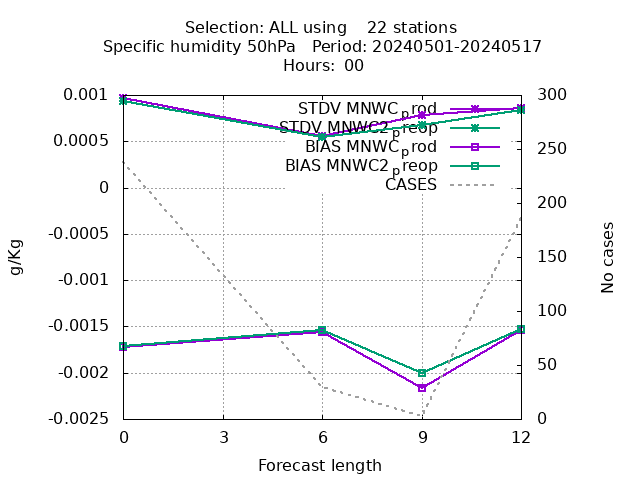 Selection: ALL using    22 stations
Specific humidity 50hPa   Period: 20240501-20240517
Hours:  00
0.001
0.0005
0
-0.0005
-0.001
-0.0015
-0.002
-0.0025
g/Kg
STDV MNWC_prod
STDV MNWC2_preop
BIAS MNWC_prod
BIAS MNWC2_preop
CASES
300
250
200
150
100
50
0
No cases
0 3 6 9 12
Forecast length